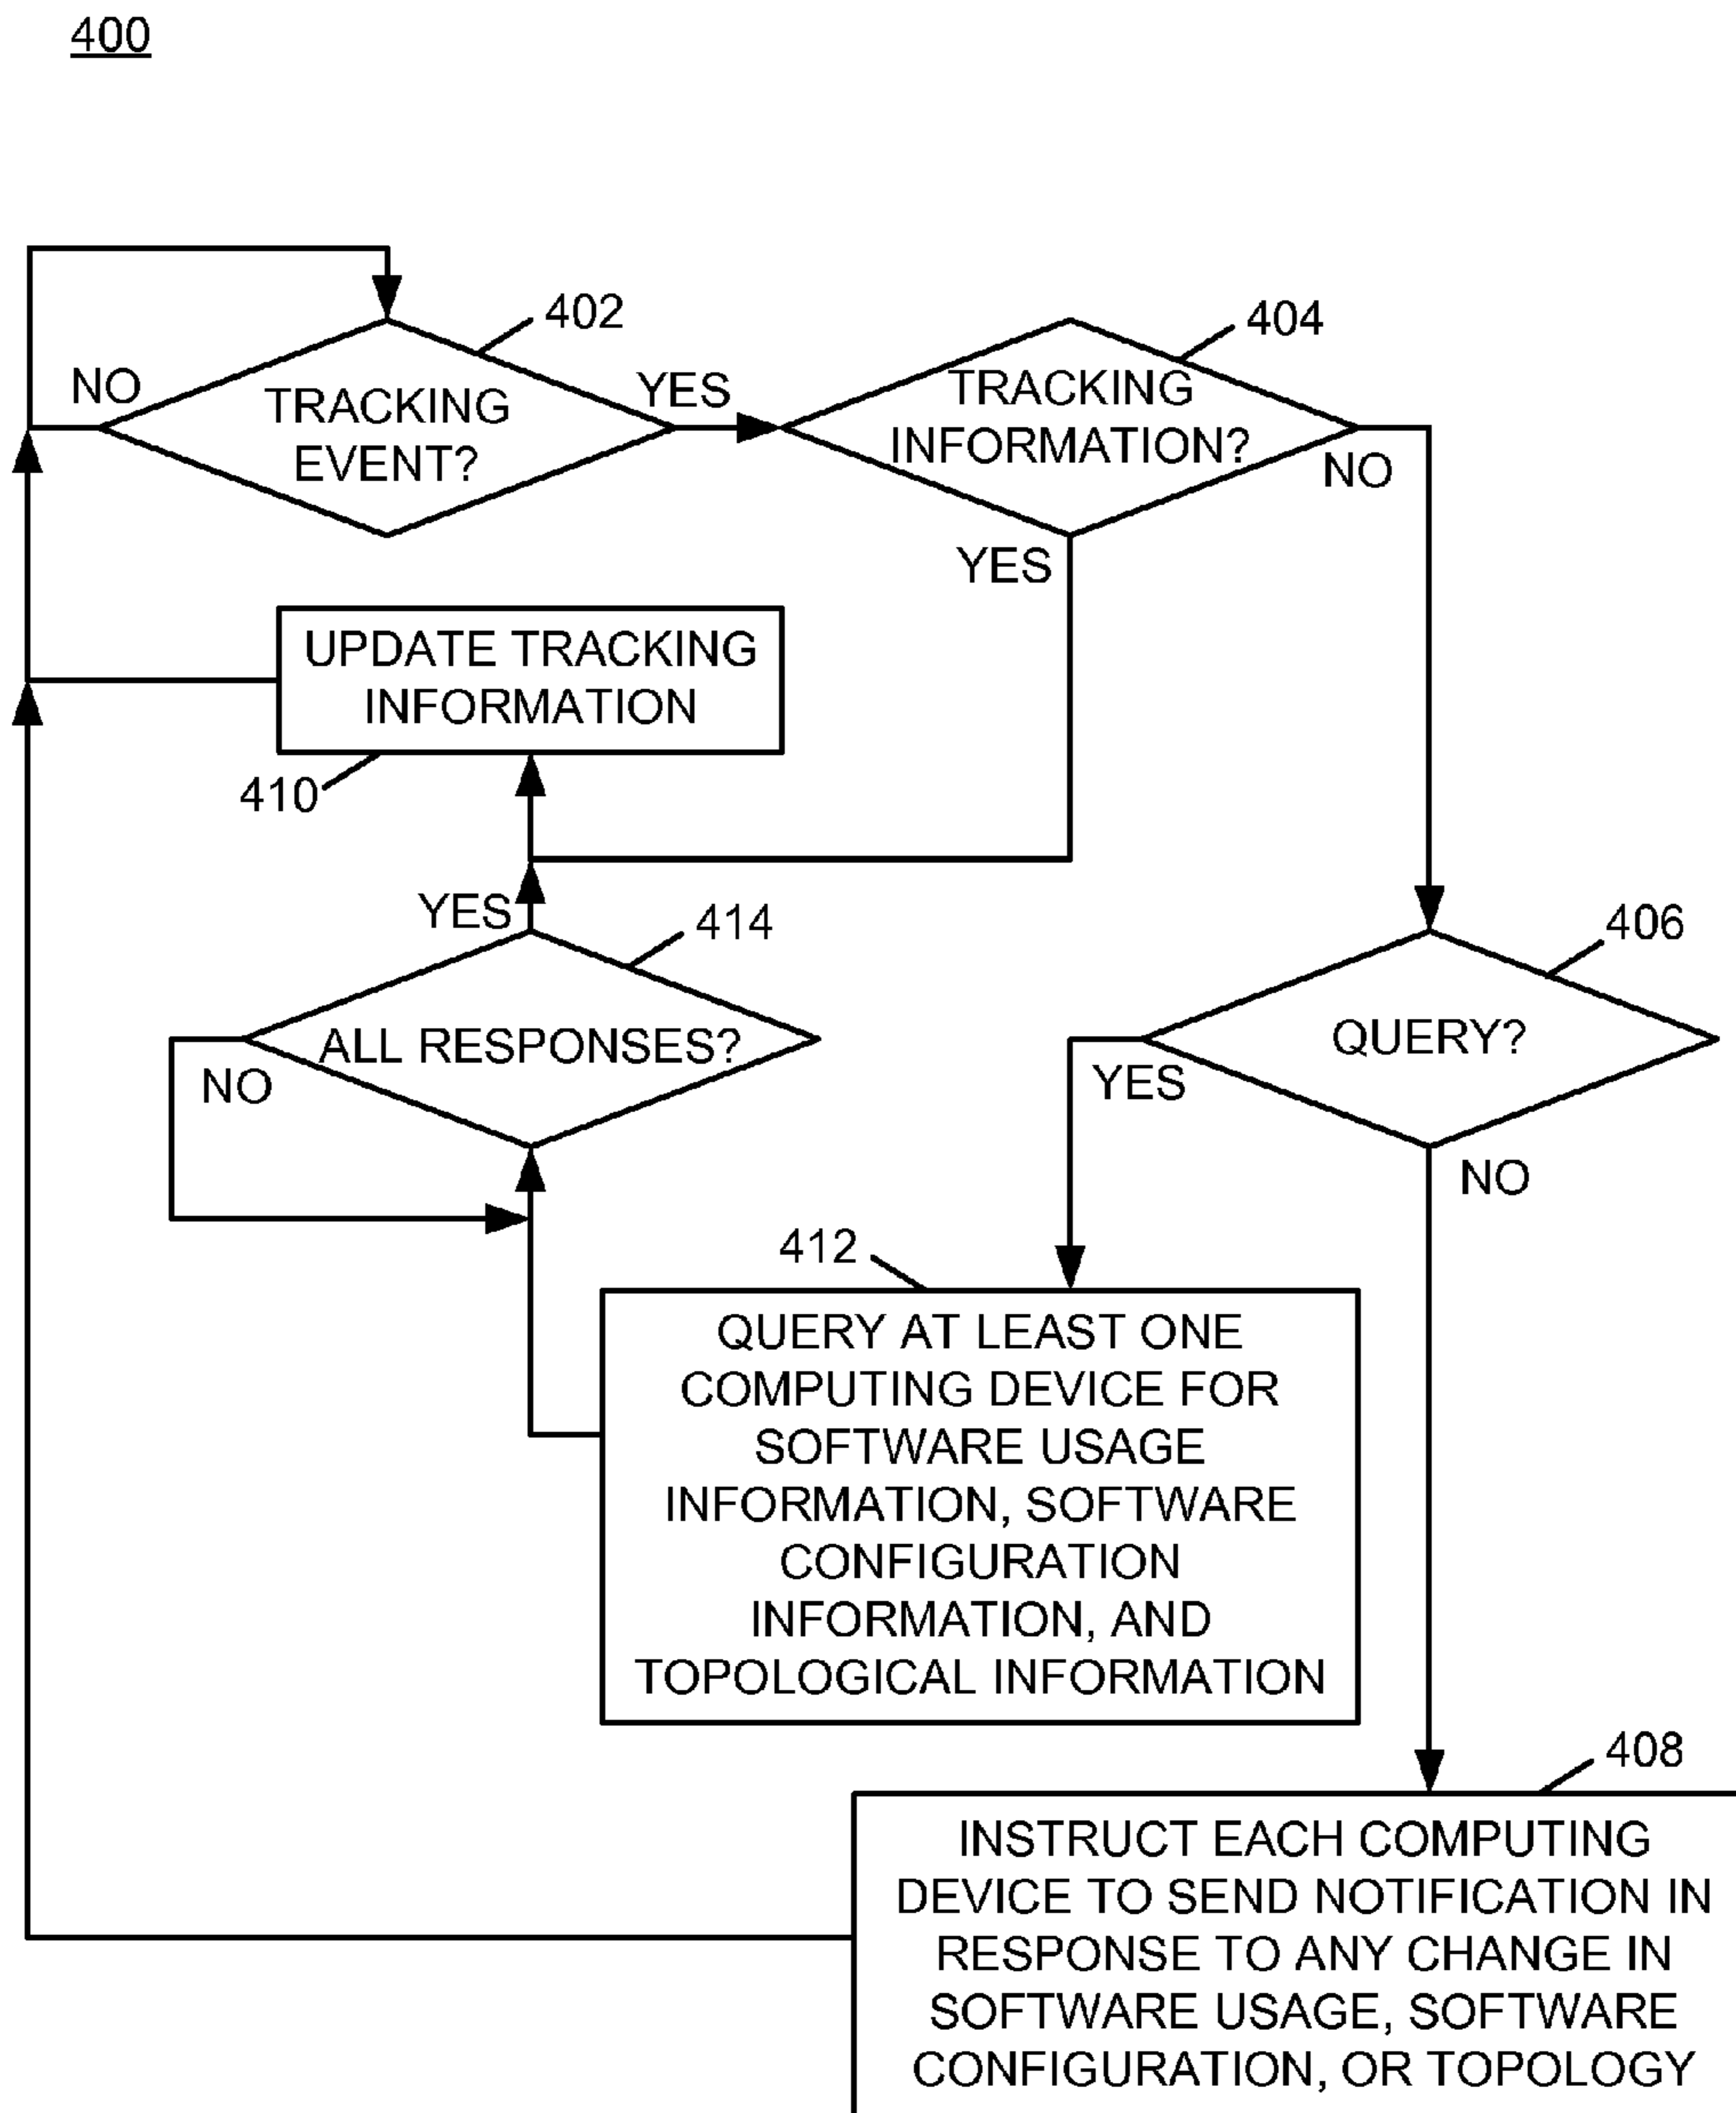 400
402
404
NO
TRACKING
EVENT?
YES
TRACKING
INFORMATION?
NO
YES
UPDATE TRACKING
INFORMATION
410
YES
414
406
ALL RESPONSES?
NO
QUERY?
YES
NO
412
QUERY AT LEAST ONE
COMPUTING DEVICE FOR
SOFTWARE USAGE
INFORMATION, SOFTWARE
CONFIGURATION
INFORMATION, AND
TOPOLOGICAL INFORMATION
408
INSTRUCT EACH COMPUTING
DEVICE TO SEND NOTIFICATION IN
RESPONSE TO ANY CHANGE IN
SOFTWARE USAGE, SOFTWARE
CONFIGURATION, OR TOPOLOGY